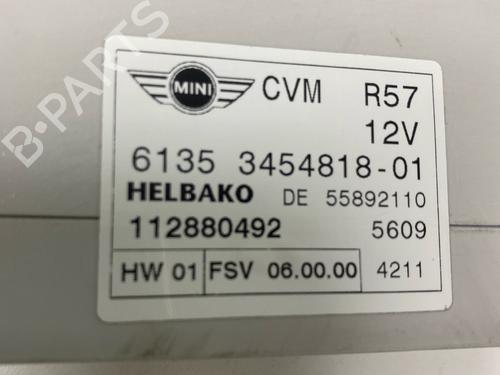 B-PARTS
MINI CVM R57
12V
6135 3454818-01
HELBAKO DE 55892110
112880492 5609
HW 01 FSV 06.00.00 4211